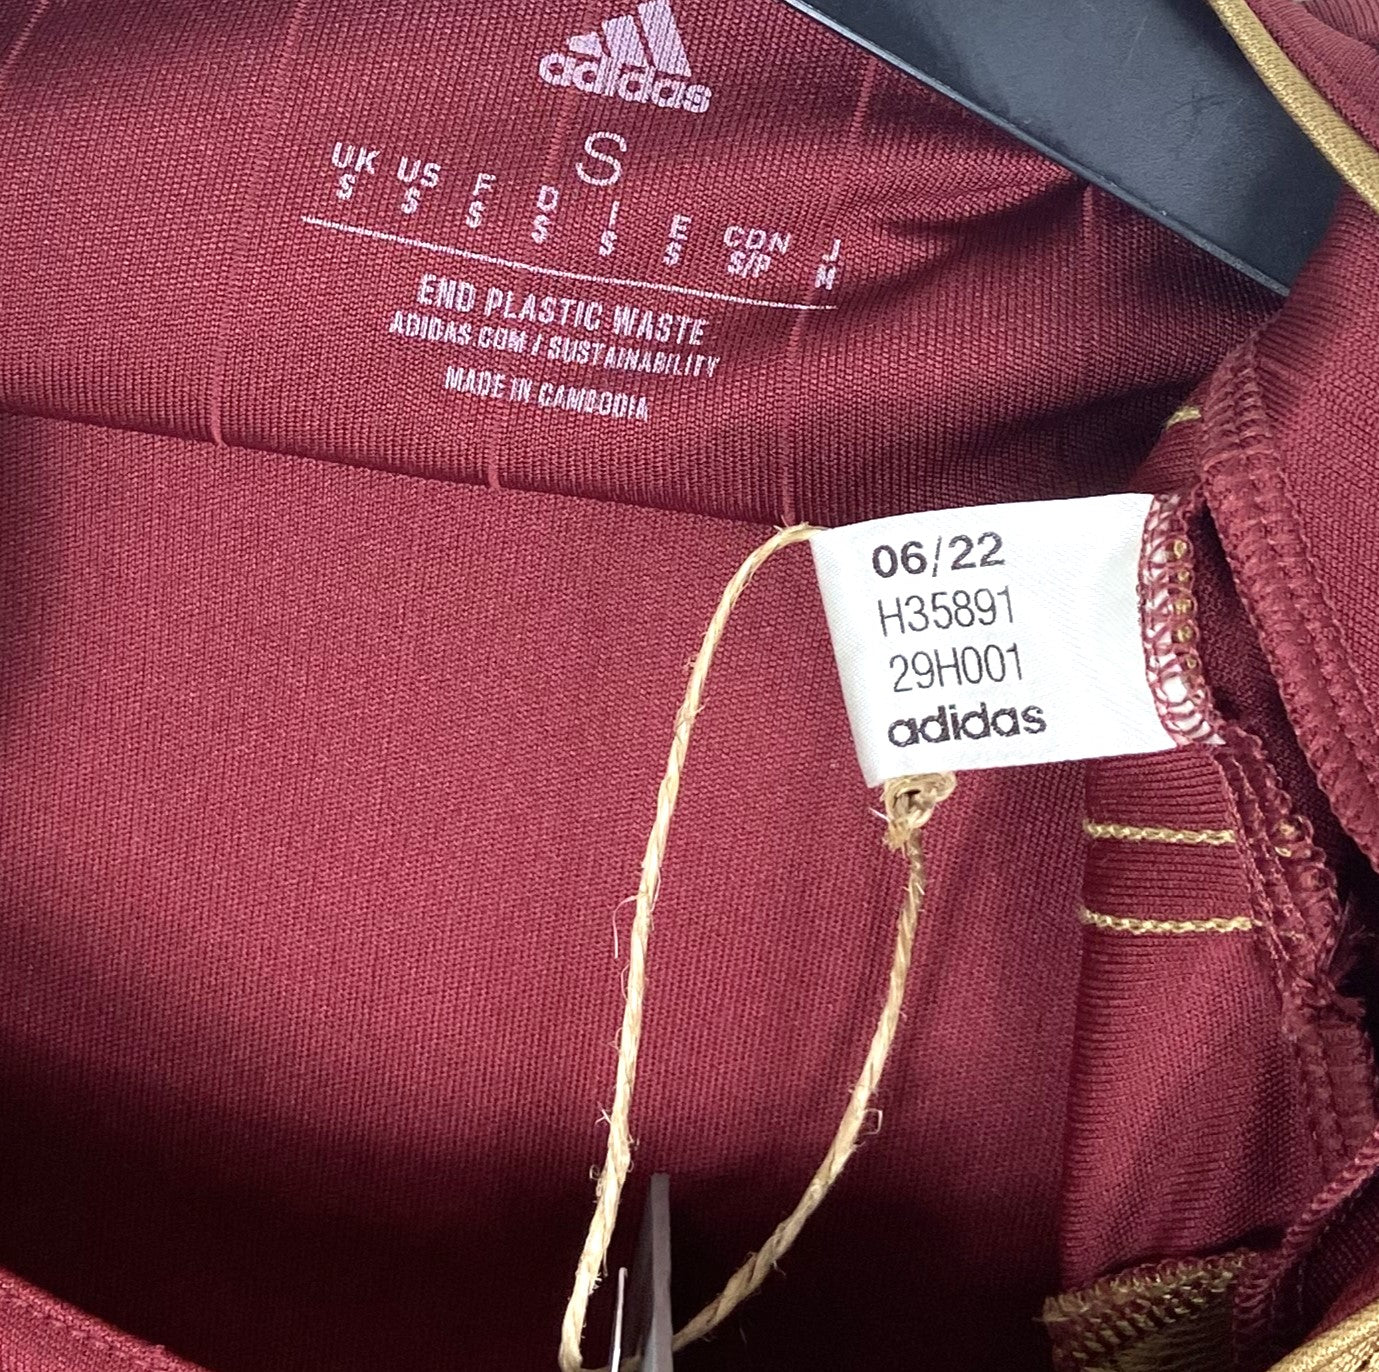 adidas
S
UK US F D I E CDN J
S S S S S S S/P M
END PLASTIC WASTE
ADIDAS.COM / SUSTAINABILITY
MADE IN CAMBODIA
06/22
H35891
29H001
adidas